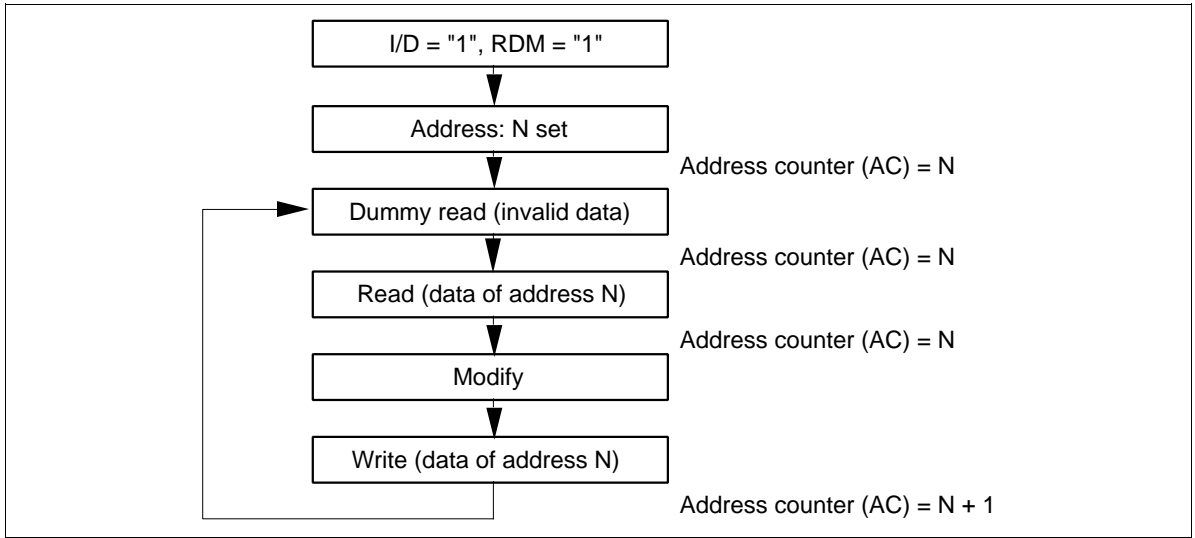 I/D = "1", RDM = "1"
Address: N set
Address counter (AC) = N
Dummy read (invalid data)
Address counter (AC) = N
Read (data of address N)
Address counter (AC) = N
Modify
Write (data of address N)
Address counter (AC) = N + 1